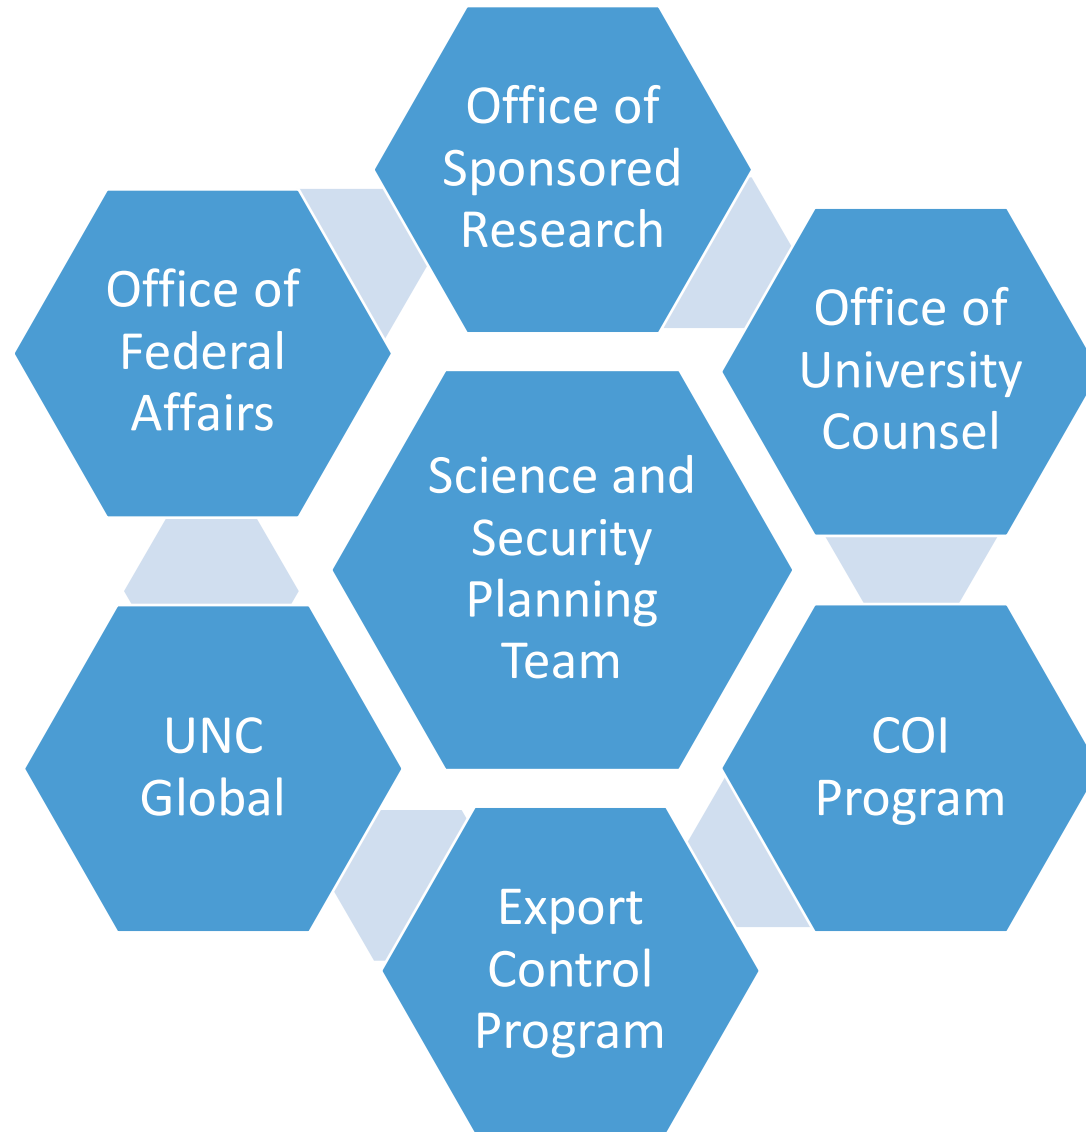 Office of
Sponsored
Research
Office of
University
Counsel
COI
Program
Export
Control
Program
UNC
Global
Office of
Federal
Affairs
Science and
Security
Planning
Team